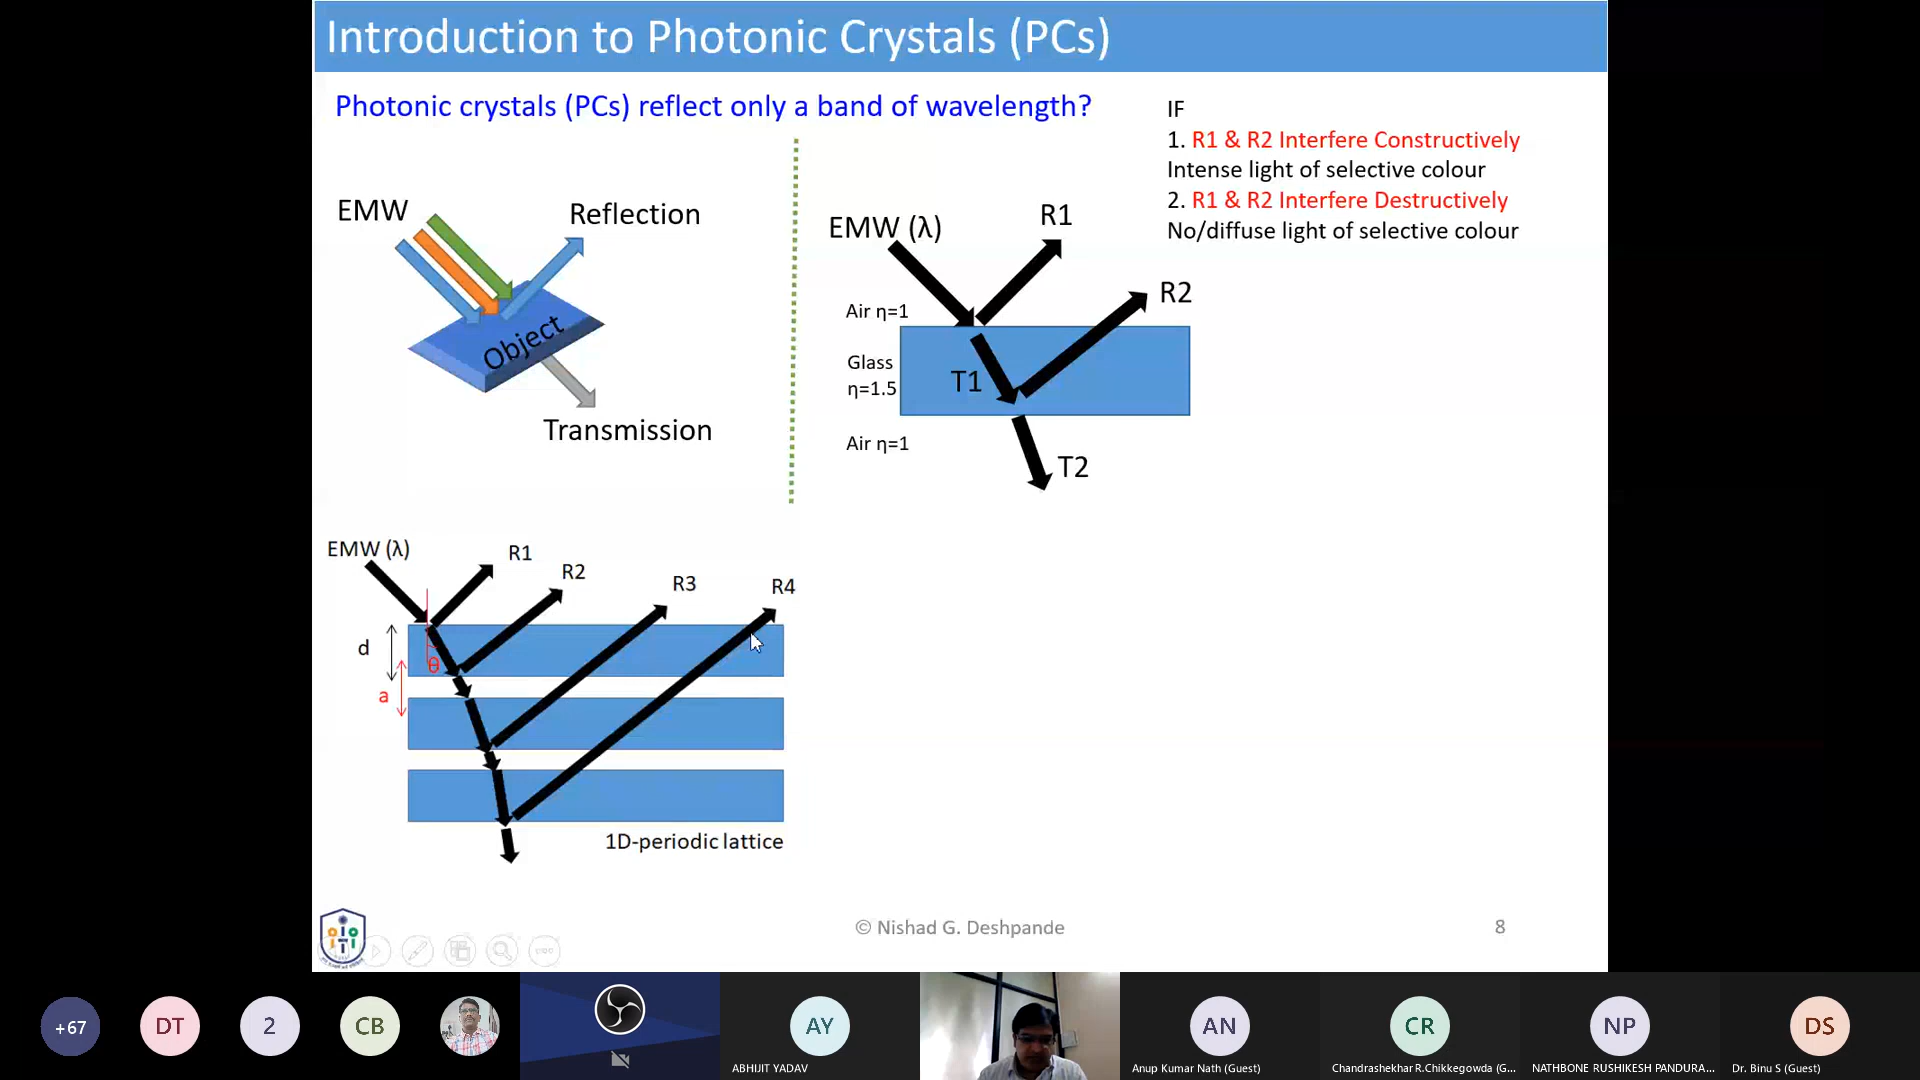 Introduction to Photonic Crystals (PCs)
Photonic crystals (PCs) reflect only a band of wavelength?
IF
1. R1 & R2 Interfere Constructively
Intense light of selective colour
2. R1 & R2 Interfere Destructively
No/diffuse light of selective colour
EMW
Reflection
Object
Transmission
EMW (λ)
R1
R2
Air η=1
Glass
η=1.5
T1
Air η=1
T2
EMW (λ)
R1
R2
R3
R4
d
θ
a
1D-periodic lattice
© Nishad G. Deshpande
8
+67
DT
2
CB
AY
ABHIJIT YADAV
AN
Anup Kumar Nath (Guest)
CR
Chandrashekhar R.Chikkegowda (G...
NP
NATHBONE RUSHIKESH PANDURA...
DS
Dr. Binu S (Guest)